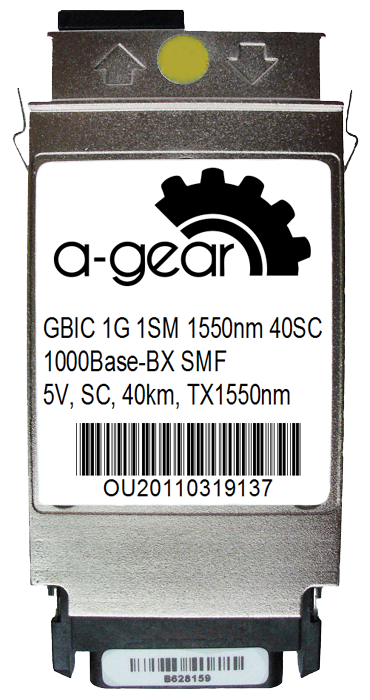 a-gear
GBIC 1G 1SM 1550nm 40SC
1000Base-BX SMF
5V, SC, 40km, TX1550nm
OU20110319137
B628159